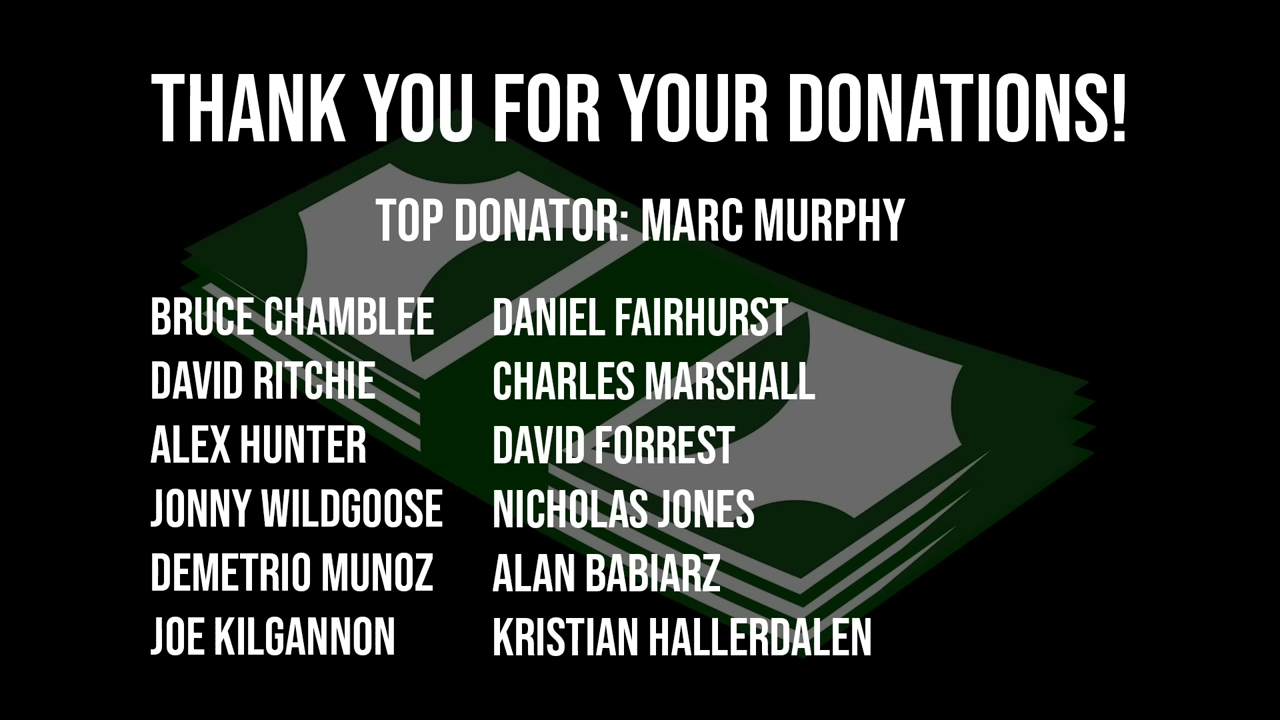 THANK YOU FOR YOUR DONATIONS!
TOP DONATOR: MARC MURPHY
BRUCE CHAMBLEE
DAVID RITCHIE
ALEX HUNTER
JONNY WILDGOOSE
DEMETRIO MUNOZ
JOE KILGANNON
DANIEL FAIRHURST
CHARLES MARSHALL
DAVID FORREST
NICHOLAS JONES
ALAN BABIARZ
KRISTIAN HALLERDALEN